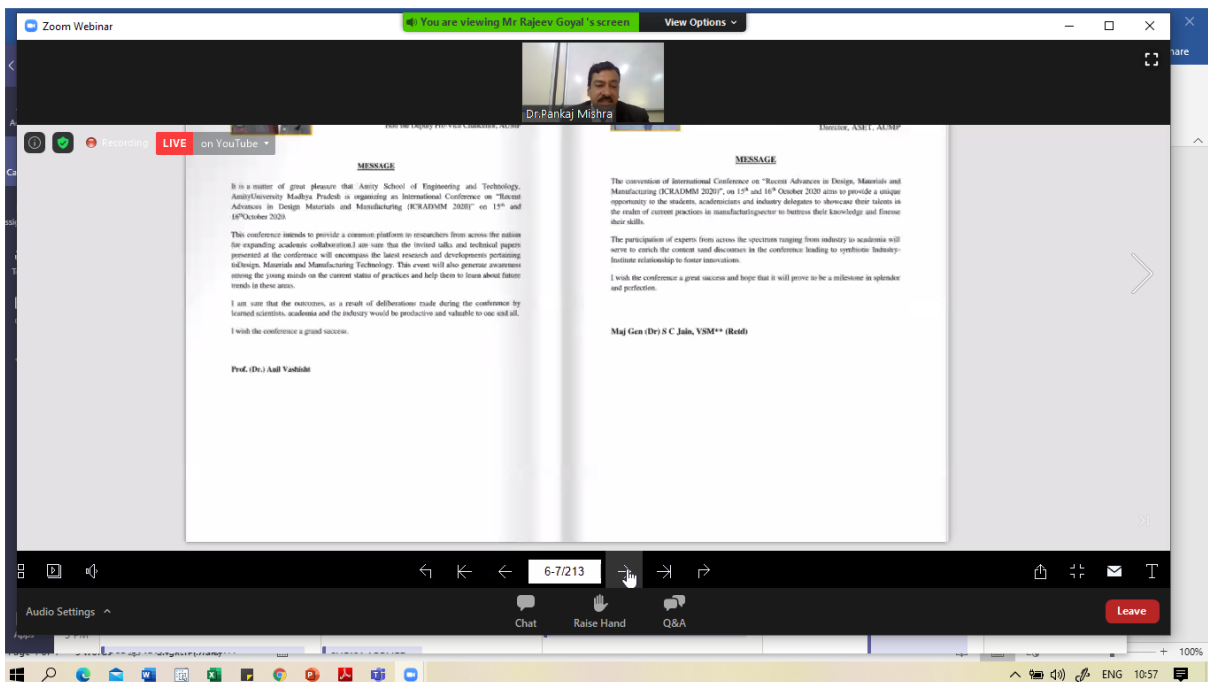 Zoom Webinar
You are viewing Mr Rajeev Goyal 's screen
View Options
hare
Dr.Pankaj Mishra
Recording
LIVE
on YouTube
Hon'ble Deputy Pro-Vice Chancellor, AUMP
MESSAGE
It is a matter of great pleasure that Amity School of Engineering and Technology,
AmityUniversity Madhya Pradesh is organizing an International Conference on "Recent
Advances in Design Materials and Manufacturing (ICRADMM 2020)" on 15th and
16thOctober 2020.
This conference intends to provide a common platform to researchers from across the nation
for expanding academic collaboration.I am sure that the invited talks and technical papers
presented at the conference will encompass the latest research and developments pertaining
toDesign, Materials and Manufacturing Technology. This event will also generate awareness
among the young minds on the current status of practices and help them to learn about future
trends in these areas.
I am sure that the outcomes, as a result of deliberations made during the conference by
learned scientists, academia and the industry would be productive and valuable to one and all.
I wish the conference a grand success.
Prof. (Dr.) Anil Vashisht
Director, ASET, AUMP
MESSAGE
The convention of International Conference on "Recent Advances in Design, Materials and
Manufacturing (ICRADMM 2020)", on 15th and 16th October 2020 aims to provide a unique
opportunity to the students, academicians and industry delegates to showcase their talents in
the realm of current practices in manufacturingsector to buttress their knowledge and finesse
their skills.
The participation of experts from across the spectrum ranging from industry to academia will
serve to enrich the content sand discourses in the conference leading to symbiotic Industry-
Institute relationship to foster innovations.
I wish the conference a great success and hope that it will prove to be a milestone in splendor
and perfection.
Maj Gen (Dr) S C Jain, VSM** (Retd)
6-7/213
Audio Settings
Chat
Raise Hand
Q&A
Leave
100%
ENG
10:57